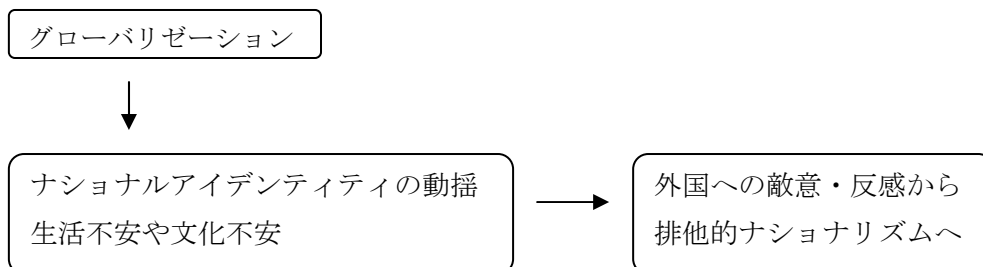 グローバリゼーション
ナショナルアイデンティティの動揺
生活不安や文化不安
外国への敵意・反感から
排他的ナショナリズムへ